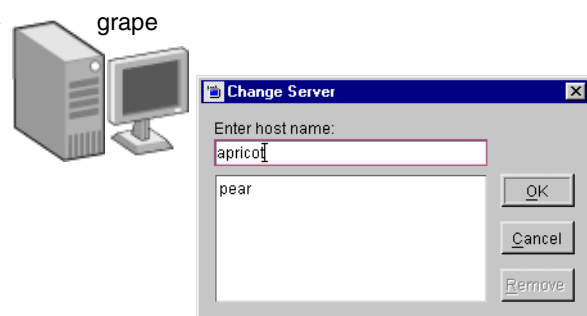 grape
Change Server
Enter host name:
apricot
pear
OK
Cancel
Remove